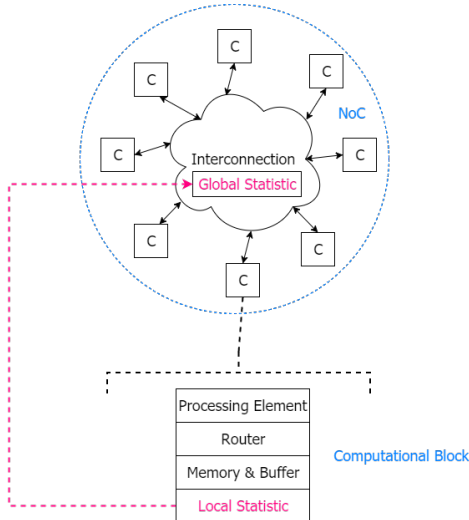 C
C
C
NoC
C
C
Interconnection
Global Statistic
C
C
C
Processing Element
Router
Memory & Buffer
Computational Block
Local Statistic